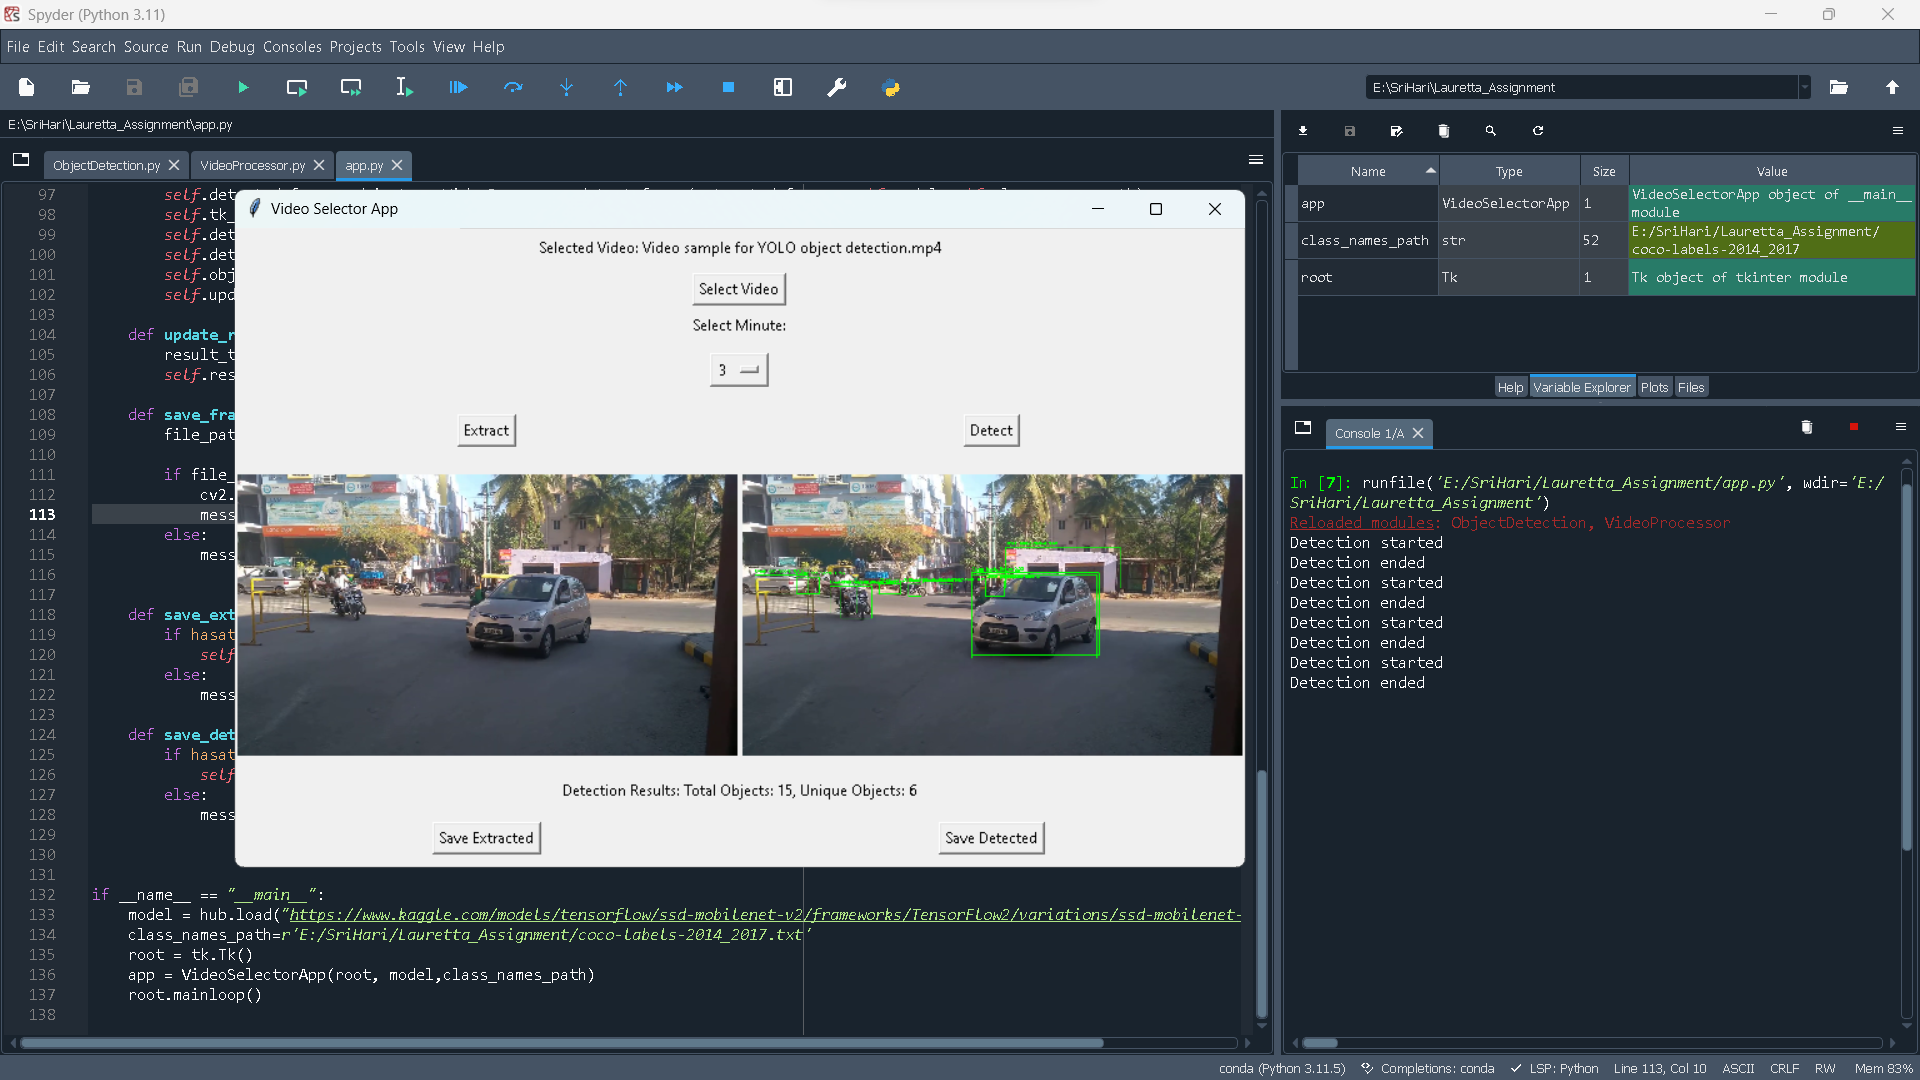 Spyder (Python 3.11)
File Edit Search Source Run Debug Consoles Projects Tools View Help
E:\SriHari\Lauretta_Assignment
E:\SriHari\Lauretta_Assignment\app.py
ObjectDetection.py
VideoProcessor.py
app.py
97 self.det
98 self.tk_
99 self.det
100 self.det
101 self.obj
102 self.upd
103
104 def update_r
105 result_t
106 self.res
107
108 def save_fra
109 file_pat
110
111 if file_
112 cv2.
113 mess
114 else:
115 mess
116
117
118 def save_ext
119 if hasat
120 self
121 else:
122 mess
123
124 def save_det
125 if hasat
126 self
127 else:
128 mess
129
130
131
132 if __name__ == "__main__":
133 model = hub.load("https://www.kaggle.com/models/tensorflow/ssd-mobilenet-v2/frameworks/TensorFlow2/variations/ssd-mobilenet-
134 class_names_path=r'E:/SriHari/Lauretta_Assignment/coco-labels-2014_2017.txt'
135 root = tk.Tk()
136 app = VideoSelectorApp(root, model,class_names_path)
137 root.mainloop()
138
Video Selector App
Selected Video: Video sample for YOLO object detection.mp4
Select Video
Select Minute:
3
Extract
Detect
Detection Results: Total Objects: 15, Unique Objects: 6
Save Extracted
Save Detected
Name Type Size Value
app VideoSelectorApp 1 VideoSelectorApp object of __main__
module
class_names_path str 52 E:/SriHari/Lauretta_Assignment/
coco-labels-2014_2017
root Tk 1 Tk object of tkinter module
Help Variable Explorer Plots Files
Console 1/A
In [7]: runfile('E:/SriHari/Lauretta_Assignment/app.py', wdir='E:/
SriHari/Lauretta_Assignment')
Reloaded modules: ObjectDetection, VideoProcessor
Detection started
Detection ended
Detection started
Detection ended
Detection started
Detection ended
Detection started
Detection ended
conda (Python 3.11.5) Completions: conda LSP: Python Line 113, Col 10 ASCII CRLF RW Mem 83%